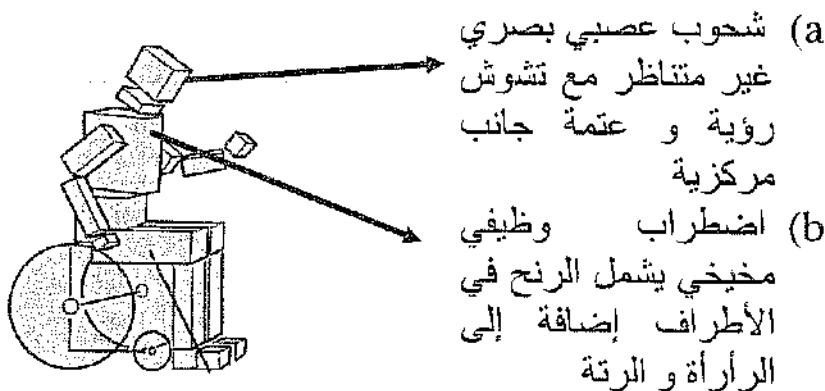 a) شحوب عصبي بصري
غير متناظر مع تشوش
رؤية و عتمة جانب
مركزية
b) اضطراب وظيفي
مخيخي يشمل الرنح في
الأطراف إضافة إلى
الرأرأة و الرتة